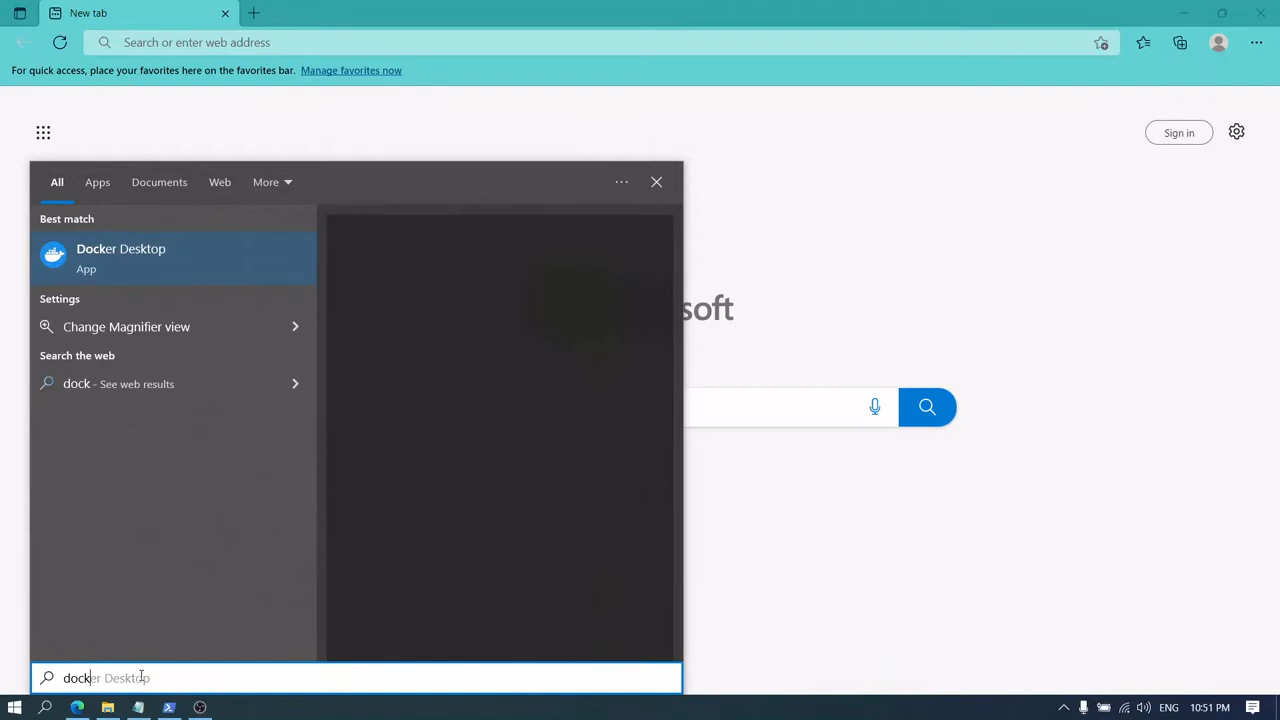 New tab
Search or enter web address
For quick access, place your favorites here on the favorites bar. Manage favorites now
Sign in
All Apps Documents Web More
Best match
Docker Desktop
App
Settings
Change Magnifier view
Search the web
dock - See web results
soft
docker Desktop
ENG 10:51 PM